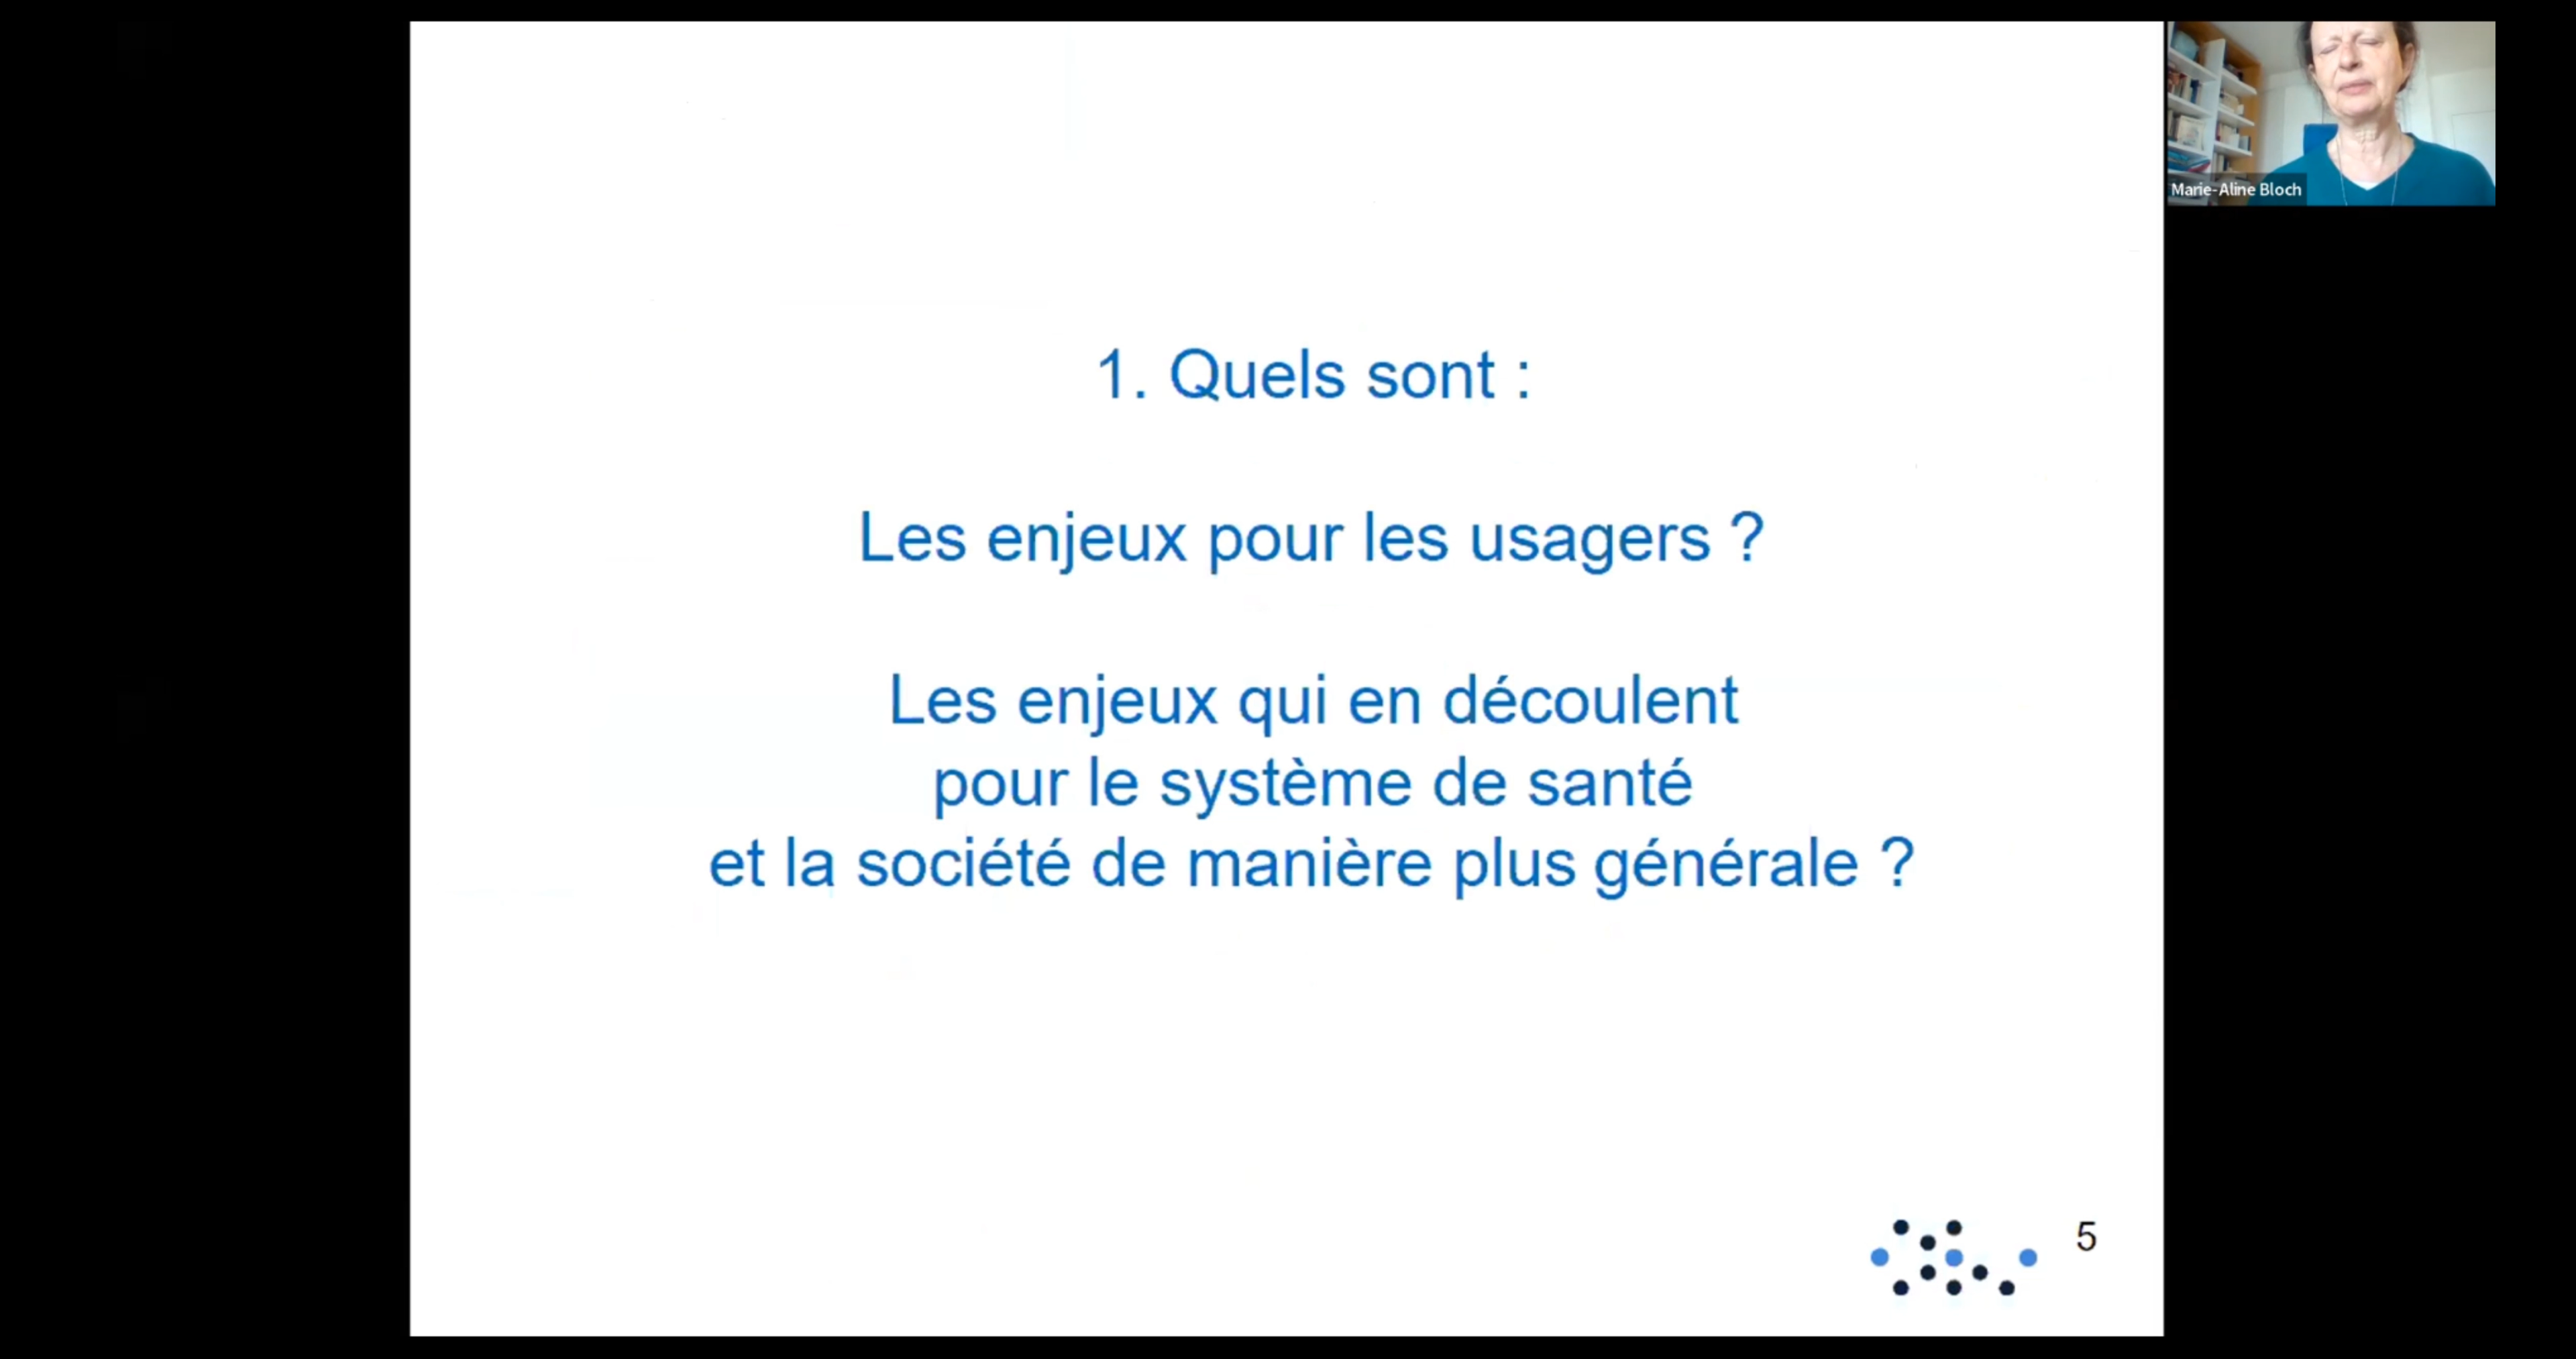 1. Quels sont :
Les enjeux pour les usagers ?
Les enjeux qui en découlent
pour le système de santé
et la société de manière plus générale ?
5
Marie-Aline Bloch